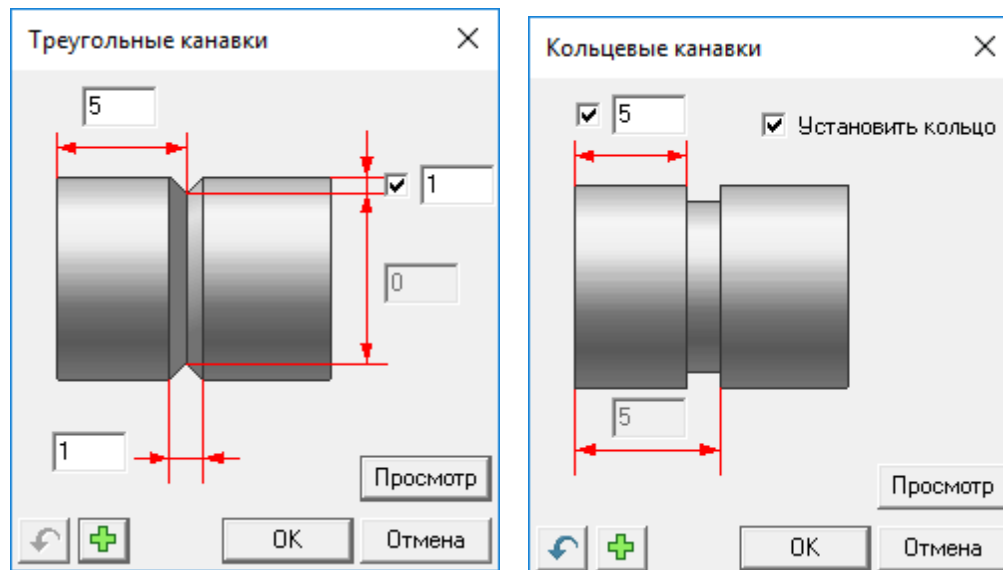 Треугольные канавки
5
1
0
1
Просмотр
OK
Отмена
Кольцевые канавки
5
Установить кольцо
5
Просмотр
OK
Отмена